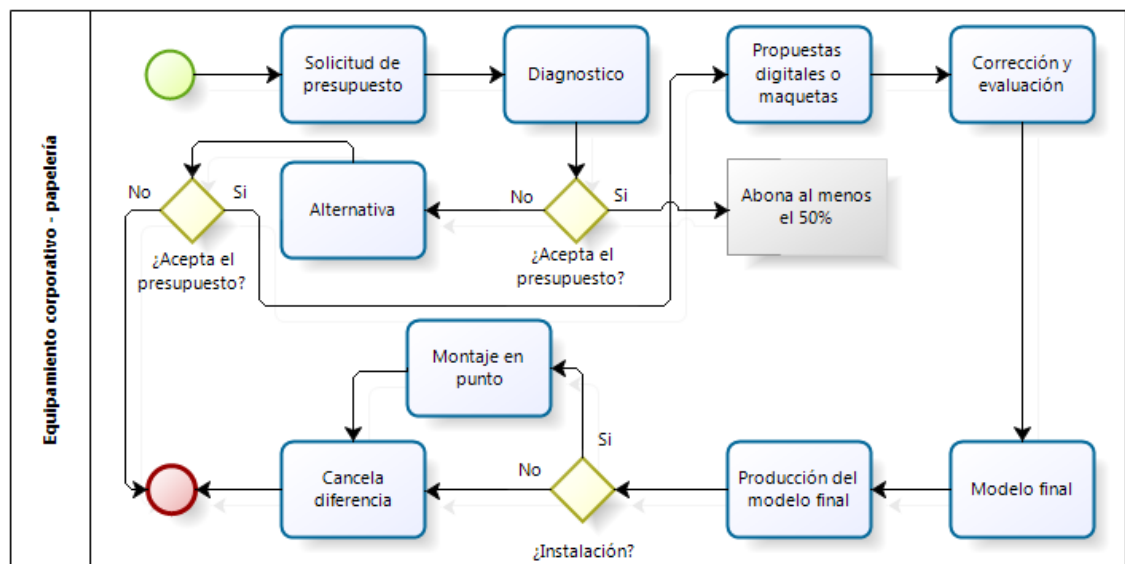 Equipamiento corporativo - papelería
Solicitud de
presupuesto
Diagnostico
Propuestas
digitales o
maquetas
Corrección y
evaluación
No
Si
Alternativa
No
Si
Abona al menos
el 50%
¿Acepta el
presupuesto?
¿Acepta el
presupuesto?
Montaje en
punto
Si
No
Cancela
diferencia
¿Instalación?
Producción del
modelo final
Modelo final